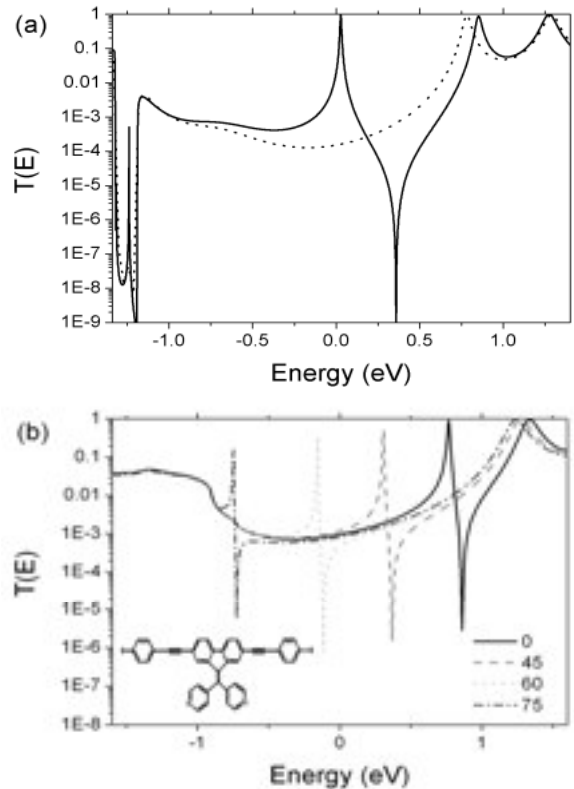 (a)
1
0.1
0.01
1E-3
1E-4
1E-5
1E-6
1E-7
1E-8
1E-9
T(E)
-1.0
-0.5
0.0
0.5
1.0
Energy (eV)
(b)
1
0.1
0.01
1E-3
1E-4
1E-5
1E-6
1E-7
1E-8
T(E)
0
45
60
75
-1
0
1
Energy (eV)